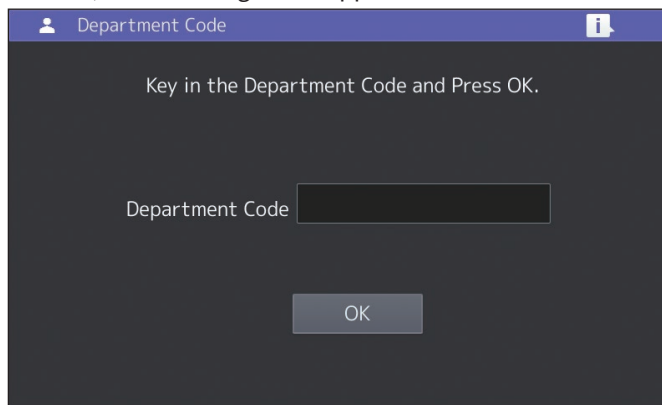 Department Code
i
Key in the Department Code and Press OK.
Department Code
OK